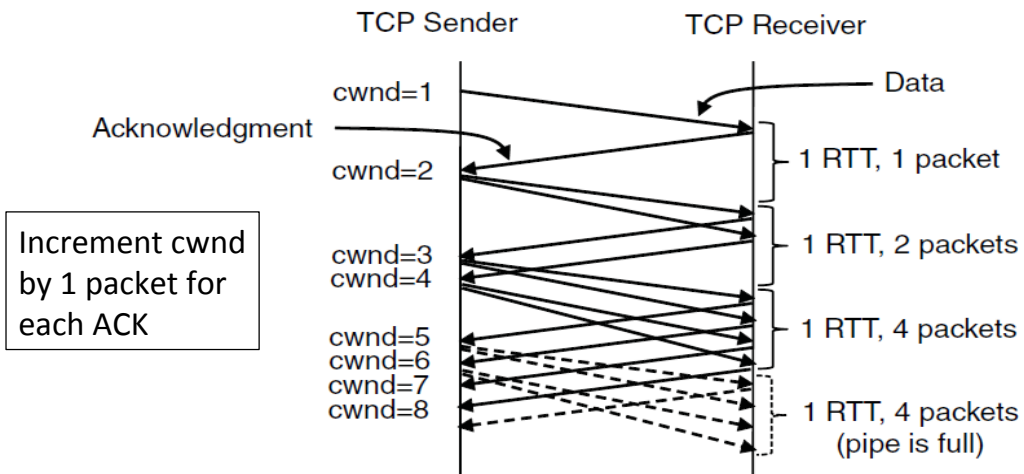 TCP Sender
TCP Receiver
cwnd=1
Data
Acknowledgment
1 RTT, 1 packet
cwnd=2
Increment cwnd
by 1 packet for
each ACK
1 RTT, 2 packets
cwnd=3
cwnd=4
1 RTT, 4 packets
cwnd=5
cwnd=6
cwnd=7
cwnd=8
1 RTT, 4 packets
(pipe is full)